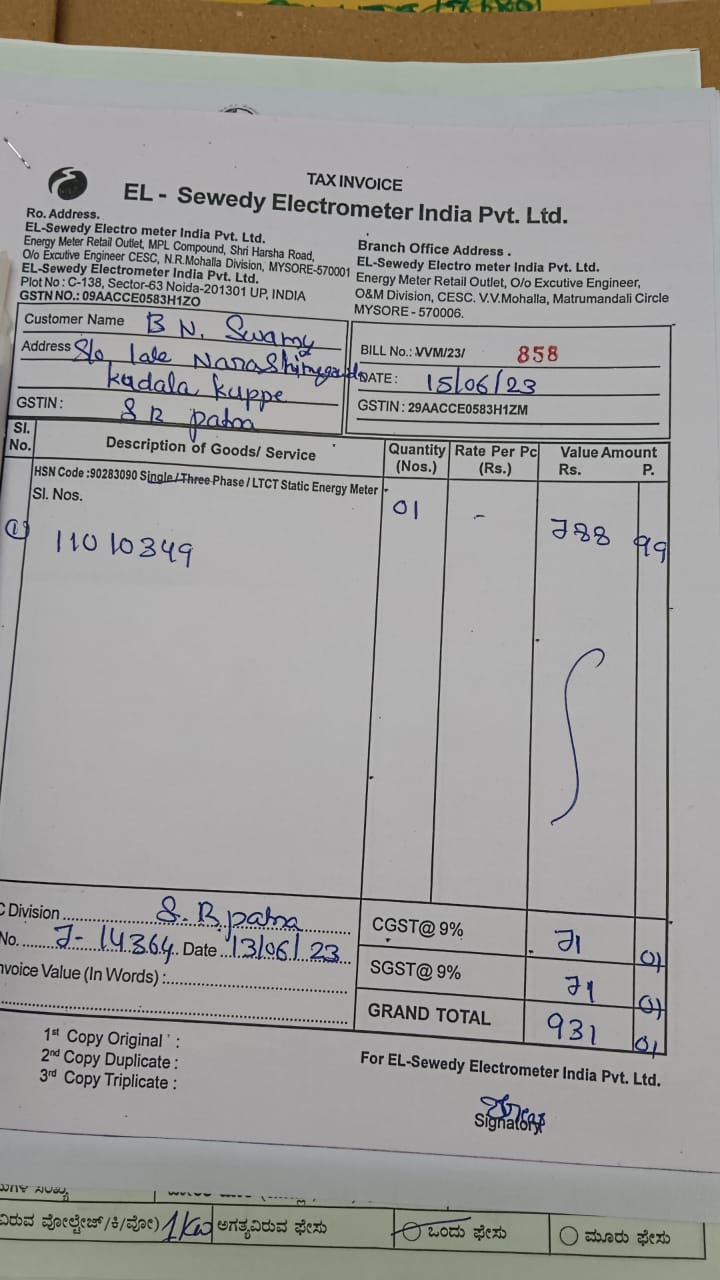 TAX INVOICE
EL - Sewedy Electrometer India Pvt. Ltd.
Ro. Address.
EL-Sewedy Electro meter India Pvt. Ltd.
Energy Meter Retail Outlet, MPL Compound, Shri Harsha Road,
O/o Excutive Engineer CESC, N.R.Mohalla Division, MYSORE-570001
EL-Sewedy Electrometer India Pvt. Ltd.
Plot No : C-138, Sector-63 Noida-201301 UP, INDIA
GSTN NO.: 09AACCE0583H1ZO
Branch Office Address .
EL-Sewedy Electro meter India Pvt. Ltd.
Energy Meter Retail Outlet, O/o Excutive Engineer,
O&M Division, CESC. V.V.Mohalla, Matrumandali Circle
MYSORE - 570006.
Customer Name B N. Swamy
Address S/o late Narashimegowda
kadala kuppe
GSTIN : S R patna
BILL No.: VVM/23/ 858
DATE : 15/06/23
GSTIN : 29AACCE0583H1ZM
Sl. No. Description of Goods/ Service Quantity (Nos.) Rate Per Pc (Rs.) Value Amount Rs. P.
HSN Code :90283090 Single / Three Phase / LTCT Static Energy Meter
Sl. Nos.
1) 11010349 01 - 788 99
Division S. R patna
No. J- 14364 Date 13/06/23
nvoice Value (In Words) :
CGST@ 9% 71 01
SGST@ 9% 71 01
GRAND TOTAL 931 01
1st Copy Original :
2nd Copy Duplicate :
3rd Copy Triplicate :
For EL-Sewedy Electrometer India Pvt. Ltd.
Signatory
ವಿರುವ ವೋಲ್ಟೇಜ್/ಕಿ/ವೋ) 1 Kw ಅಗತ್ಯವಿರುವ ಫೇಸು ಒಂದು ಫೇಸು ಮೂರು ಫೇಸು